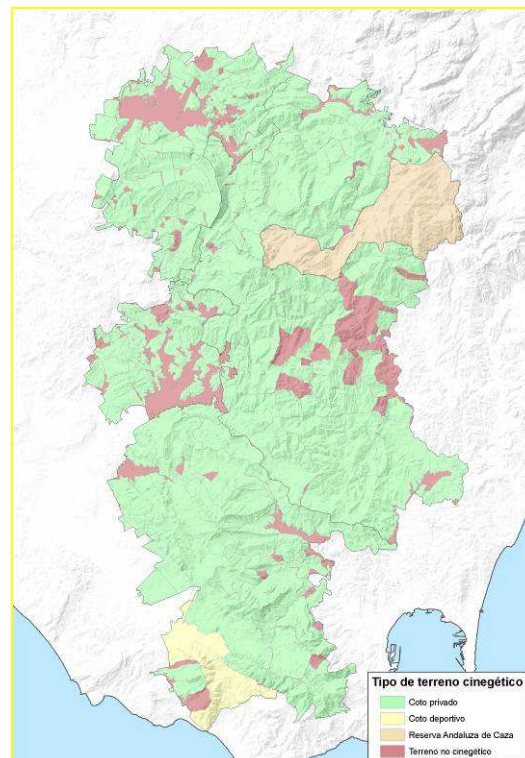 Tipo de terreno cinegético
Coto privado
Coto deportivo
Reserva Andaluza de Caza
Terreno no cinegético